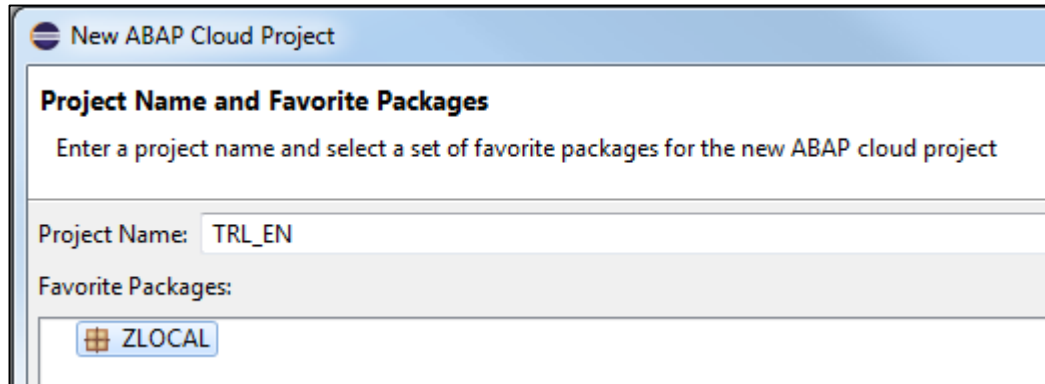 New ABAP Cloud Project
Project Name and Favorite Packages
Enter a project name and select a set of favorite packages for the new ABAP cloud project
Project Name: TRL_EN
Favorite Packages:
ZLOCAL